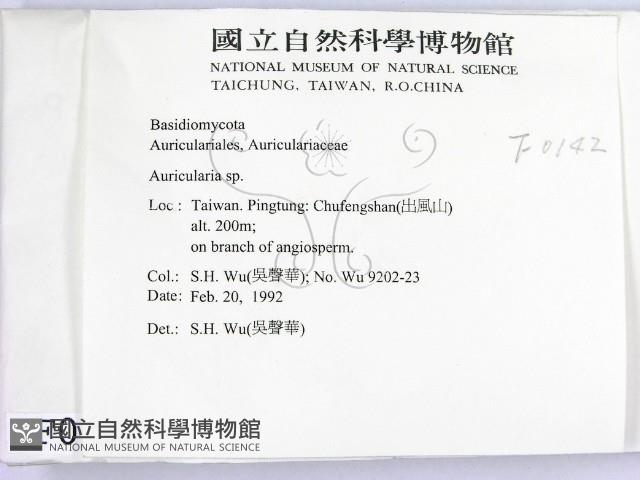 國立自然科學博物館
NATIONAL MUSEUM OF NATURAL SCIENCE
TAICHUNG, TAIWAN, R.O.CHINA
Basidiomycota
Auriculariales, Auriculariaceae
F-0142
Auricularia sp.
Loc : Taiwan. Pingtung: Chufengshan(出風山)
alt. 200m;
on branch of angiosperm.
Col.: S.H. Wu(吳聲華); No. Wu 9202-23
Date: Feb. 20, 1992
Det.: S.H. Wu(吳聲華)
國立自然科學博物館
NATIONAL MUSEUM OF NATURAL SCIENCE